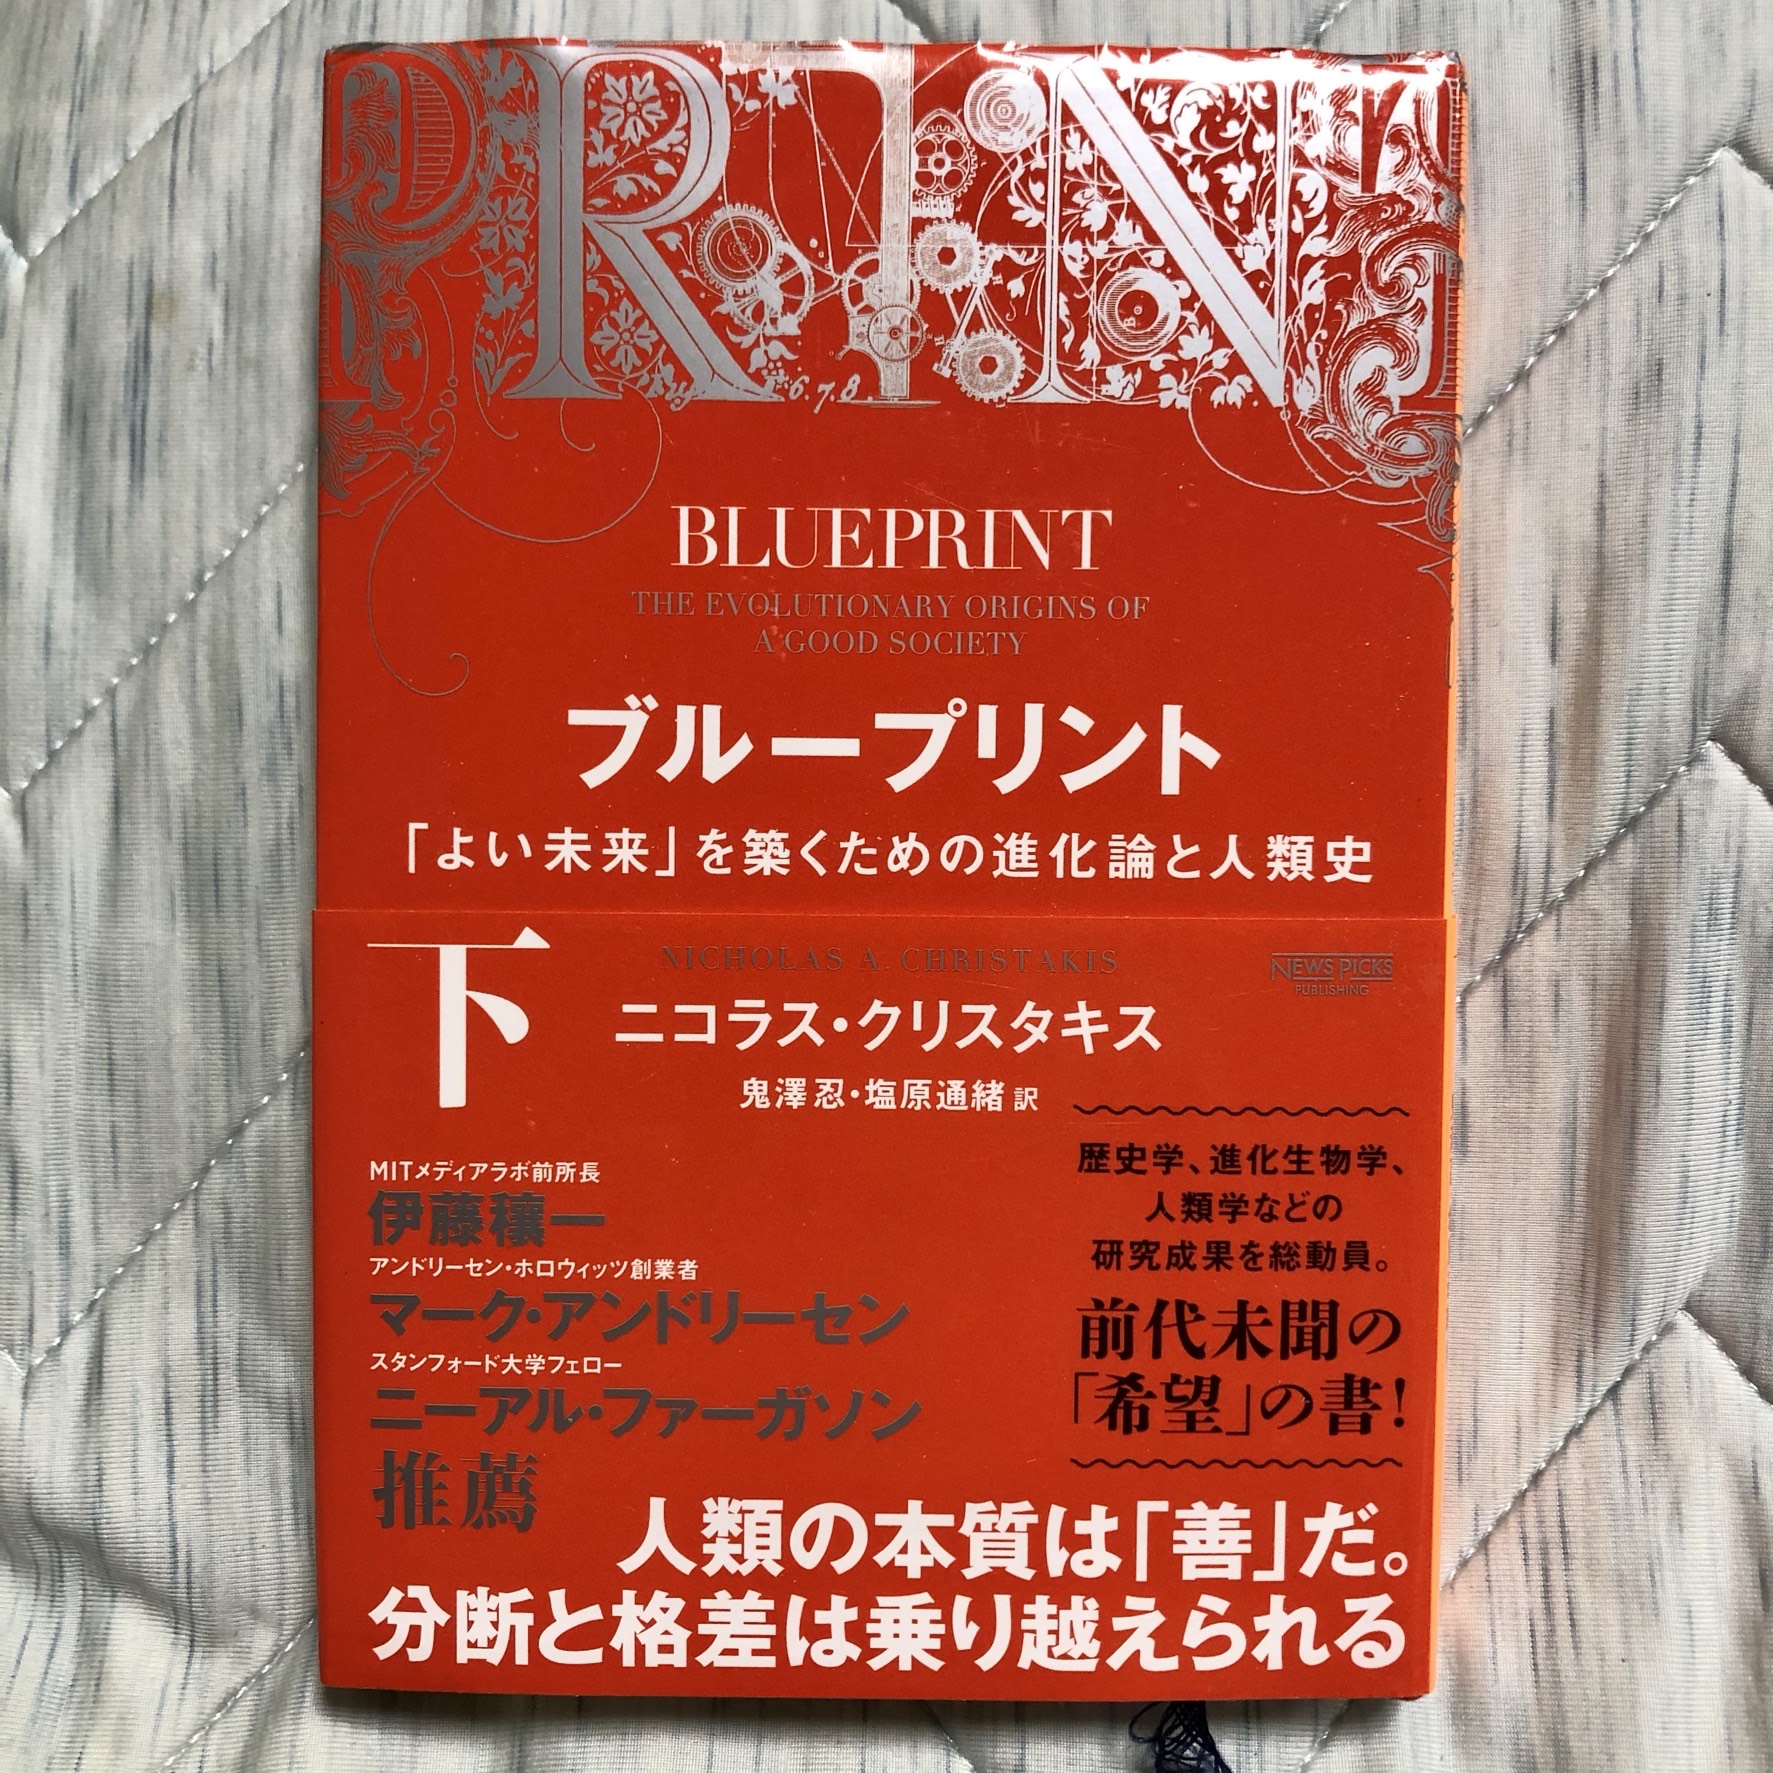 PRINT
6.7.8.
BLUEPRINT
THE EVOLUTIONARY ORIGINS OF
A GOOD SOCIETY
ブループリント
「よい未来」を築くための進化論と人類史
下
NICHOLAS A. CHRISTAKIS
NEWS PICKS
PUBLISHING
ニコラス・クリスタキス
鬼澤忍・塩原通緒 訳
MITメディアラボ前所長
伊藤穰一
アンドリーセン・ホロウィッツ創業者
マーク・アンドリーセン
スタンフォード大学フェロー
ニーアル・ファーガソン
推薦
歴史学、進化生物学、
人類学などの
研究成果を総動員。
前代未聞の
「希望」の書!
人類の本質は「善」だ。
分断と格差は乗り越えられる